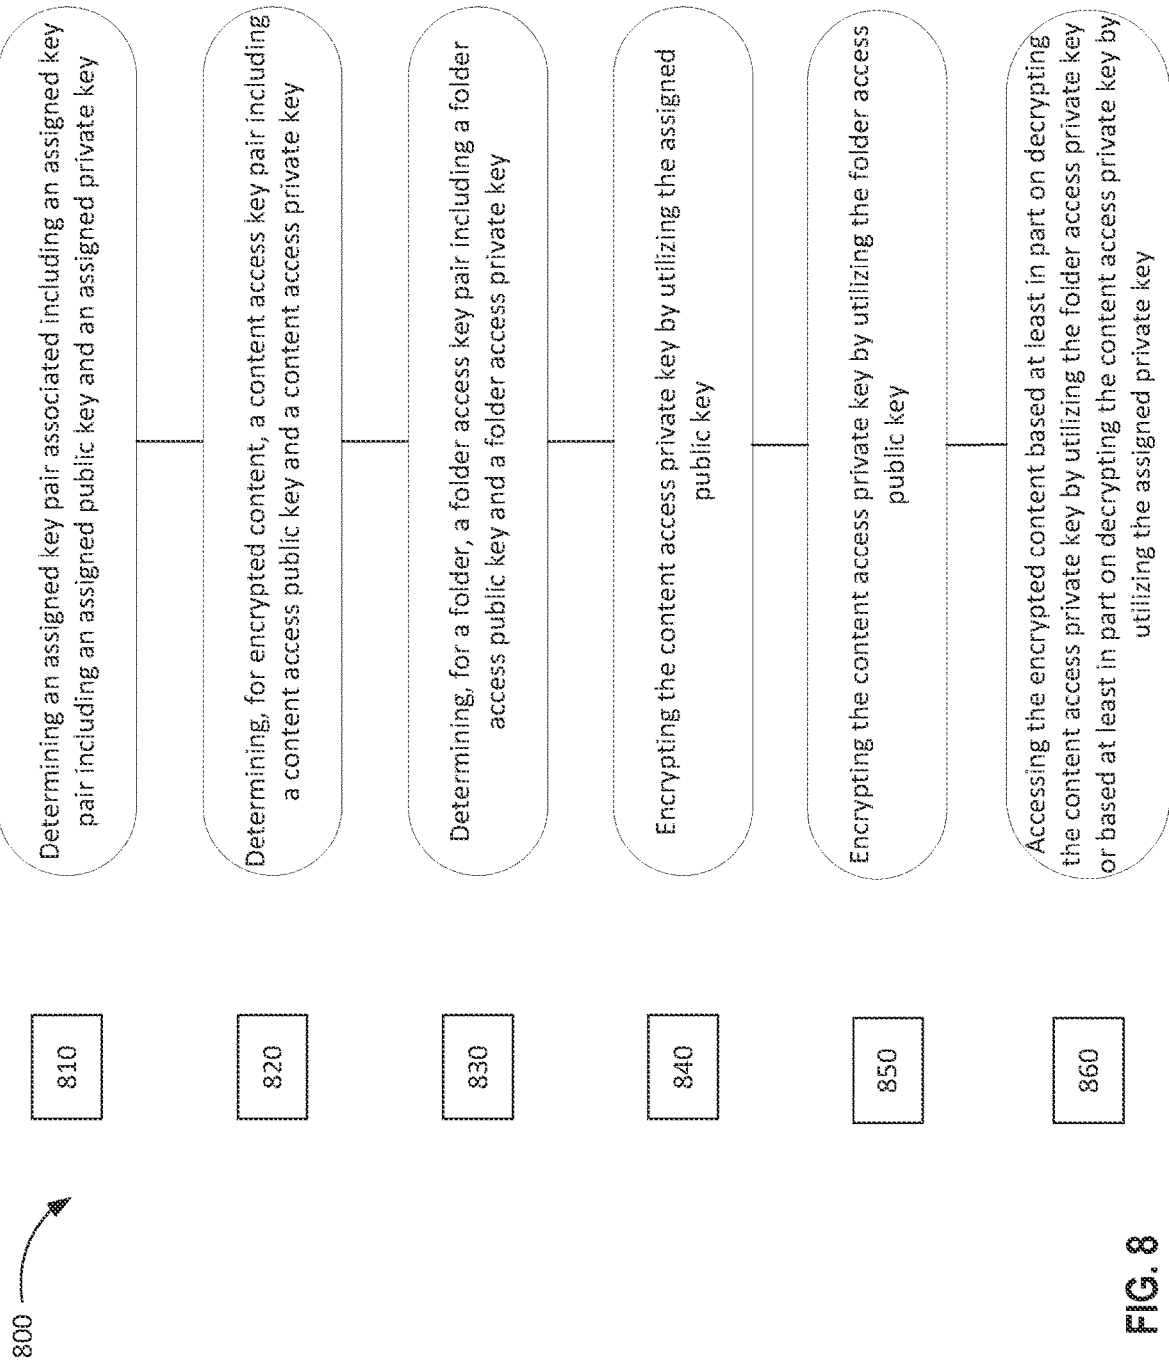 800
810
Determining an assigned key pair associated including an assigned key
pair including an assigned public key and an assigned private key
820
Determining, for encrypted content, a content access key pair including
a content access public key and a content access private key
830
Determining, for a folder, a folder access key pair including a folder
access public key and a folder access private key
840
Encrypting the content access private key by utilizing the assigned
public key
850
Encrypting the content access private key by utilizing the folder access
public key
860
Accessing the encrypted content based at least in part on decrypting
the content access private key by utilizing the folder access private key
or based at least in part on decrypting the content access private key by
utilizing the assigned private key
FIG. 8